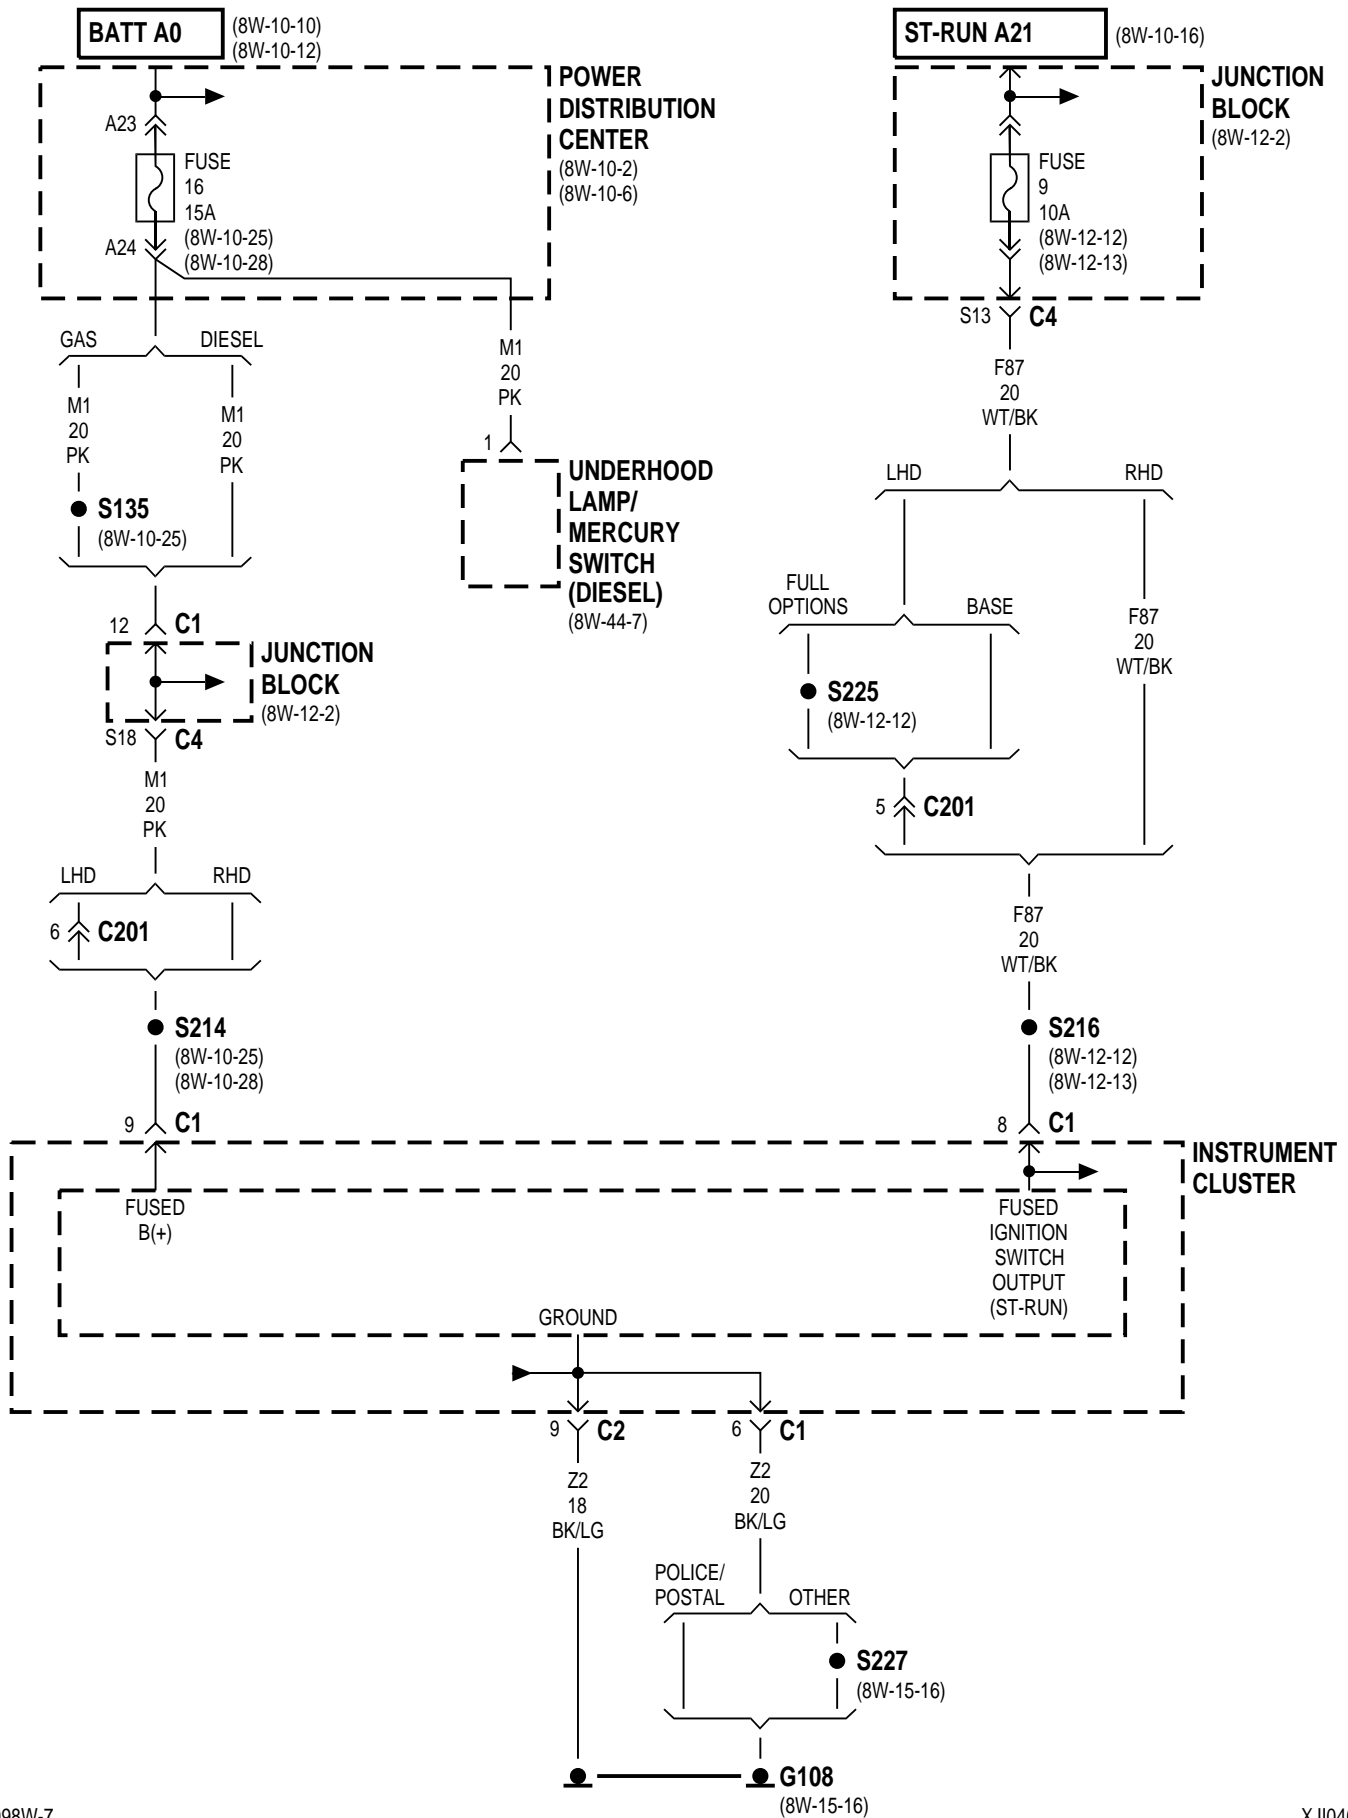 BATT A0
(8W-10-10)
(8W-10-12)
ST-RUN A21
(8W-10-16)
POWER
DISTRIBUTION
CENTER
(8W-10-2)
(8W-10-6)
JUNCTION
BLOCK
(8W-12-2)
A23
FUSE
16
15A
(8W-10-25)
(8W-10-28)
A24
FUSE
9
10A
(8W-12-12)
(8W-12-13)
S13
C4
GAS
DIESEL
M1
20
PK
M1
20
PK
M1
20
PK
F87
20
WT/BK
1
UNDERHOOD
LAMP/
MERCURY
SWITCH
(DIESEL)
(8W-44-7)
S135
(8W-10-25)
LHD
RHD
FULL
OPTIONS
BASE
F87
20
WT/BK
12
C1
JUNCTION
BLOCK
(8W-12-2)
S18
C4
S225
(8W-12-12)
M1
20
PK
5
C201
LHD
RHD
6
C201
F87
20
WT/BK
S214
(8W-10-25)
(8W-10-28)
S216
(8W-12-12)
(8W-12-13)
9
C1
8
C1
INSTRUMENT
CLUSTER
FUSED
B(+)
FUSED
IGNITION
SWITCH
OUTPUT
(ST-RUN)
GROUND
9
C2
6
C1
Z2
18
BK/LG
Z2
20
BK/LG
POLICE/
POSTAL
OTHER
S227
(8W-15-16)
G108
(8W-15-16)